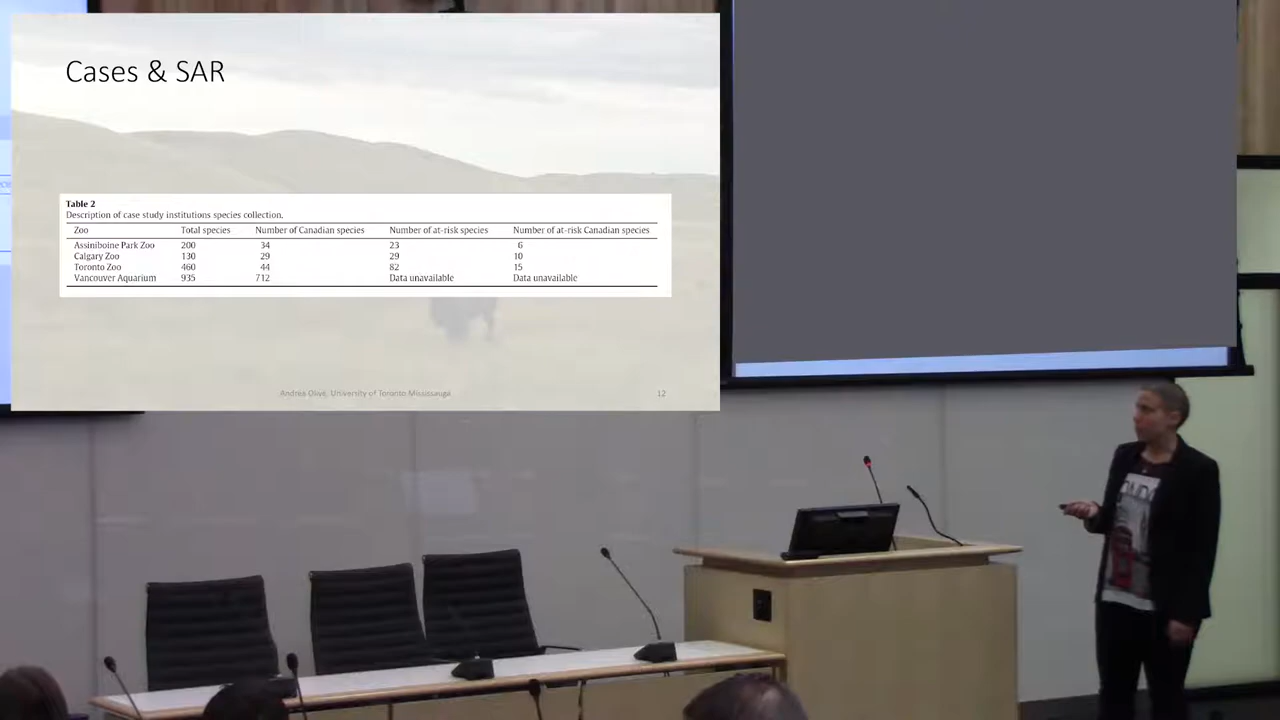 Cases & SAR
Table 2
Description of case study institutions species collection.
Zoo Total species Number of Canadian species Number of at-risk species Number of at-risk Canadian species
Assiniboine Park Zoo 200 34 23 6
Calgary Zoo 130 29 29 10
Toronto Zoo 460 44 82 15
Vancouver Aquarium 935 712 Data unavailable Data unavailable
Andrea Olive, University of Toronto Mississauga 12